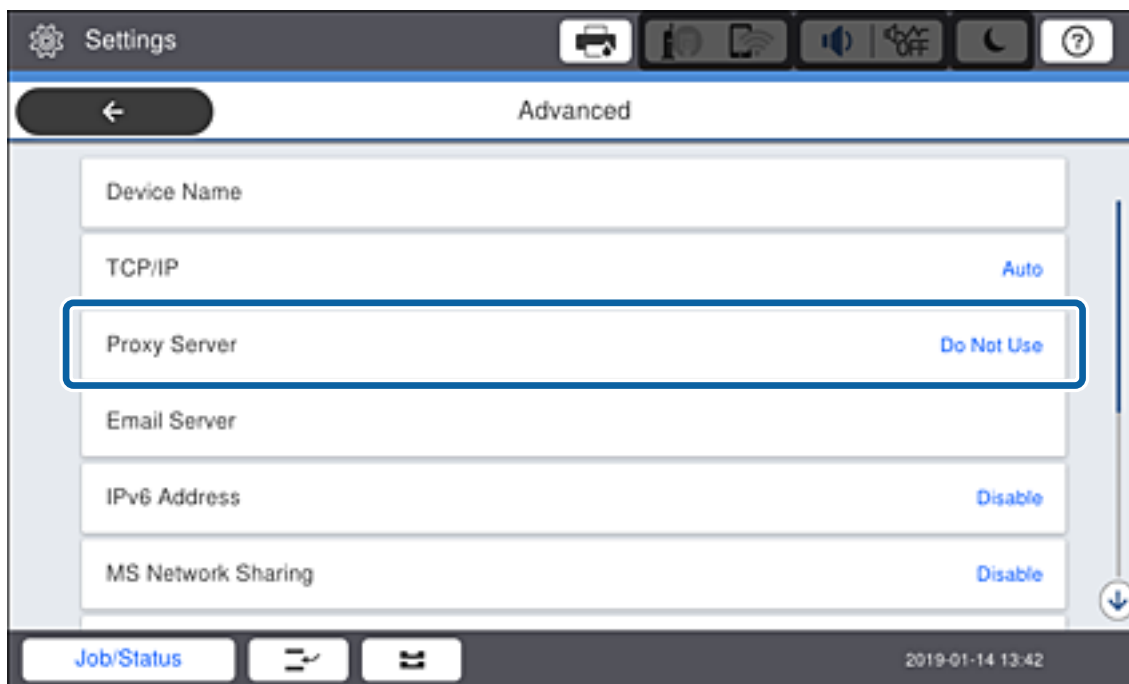 Settings
OFF
?
Advanced
Device Name
TCP/IP Auto
Proxy Server Do Not Use
Email Server
IPv6 Address Disable
MS Network Sharing Disable
Job/Status 2019-01-14 13:42